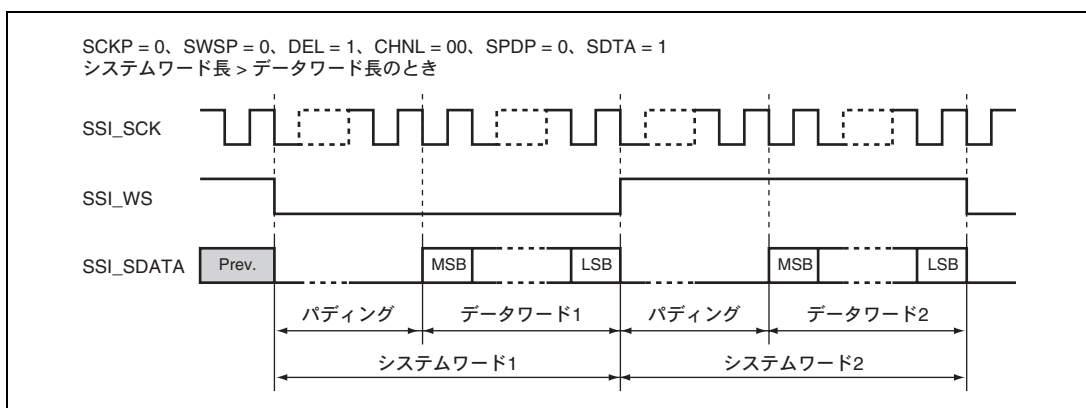 SCKP = 0、SWSP = 0、DEL = 1、CHNL = 00、SPDP = 0、SDTA = 1
システムワード長 > データワード長のとき
SSI_SCK
SSI_WS
SSI_SDATA
Prev.
MSB
LSB
MSB
LSB
パディング
データワード1
パディング
データワード2
システムワード1
システムワード2